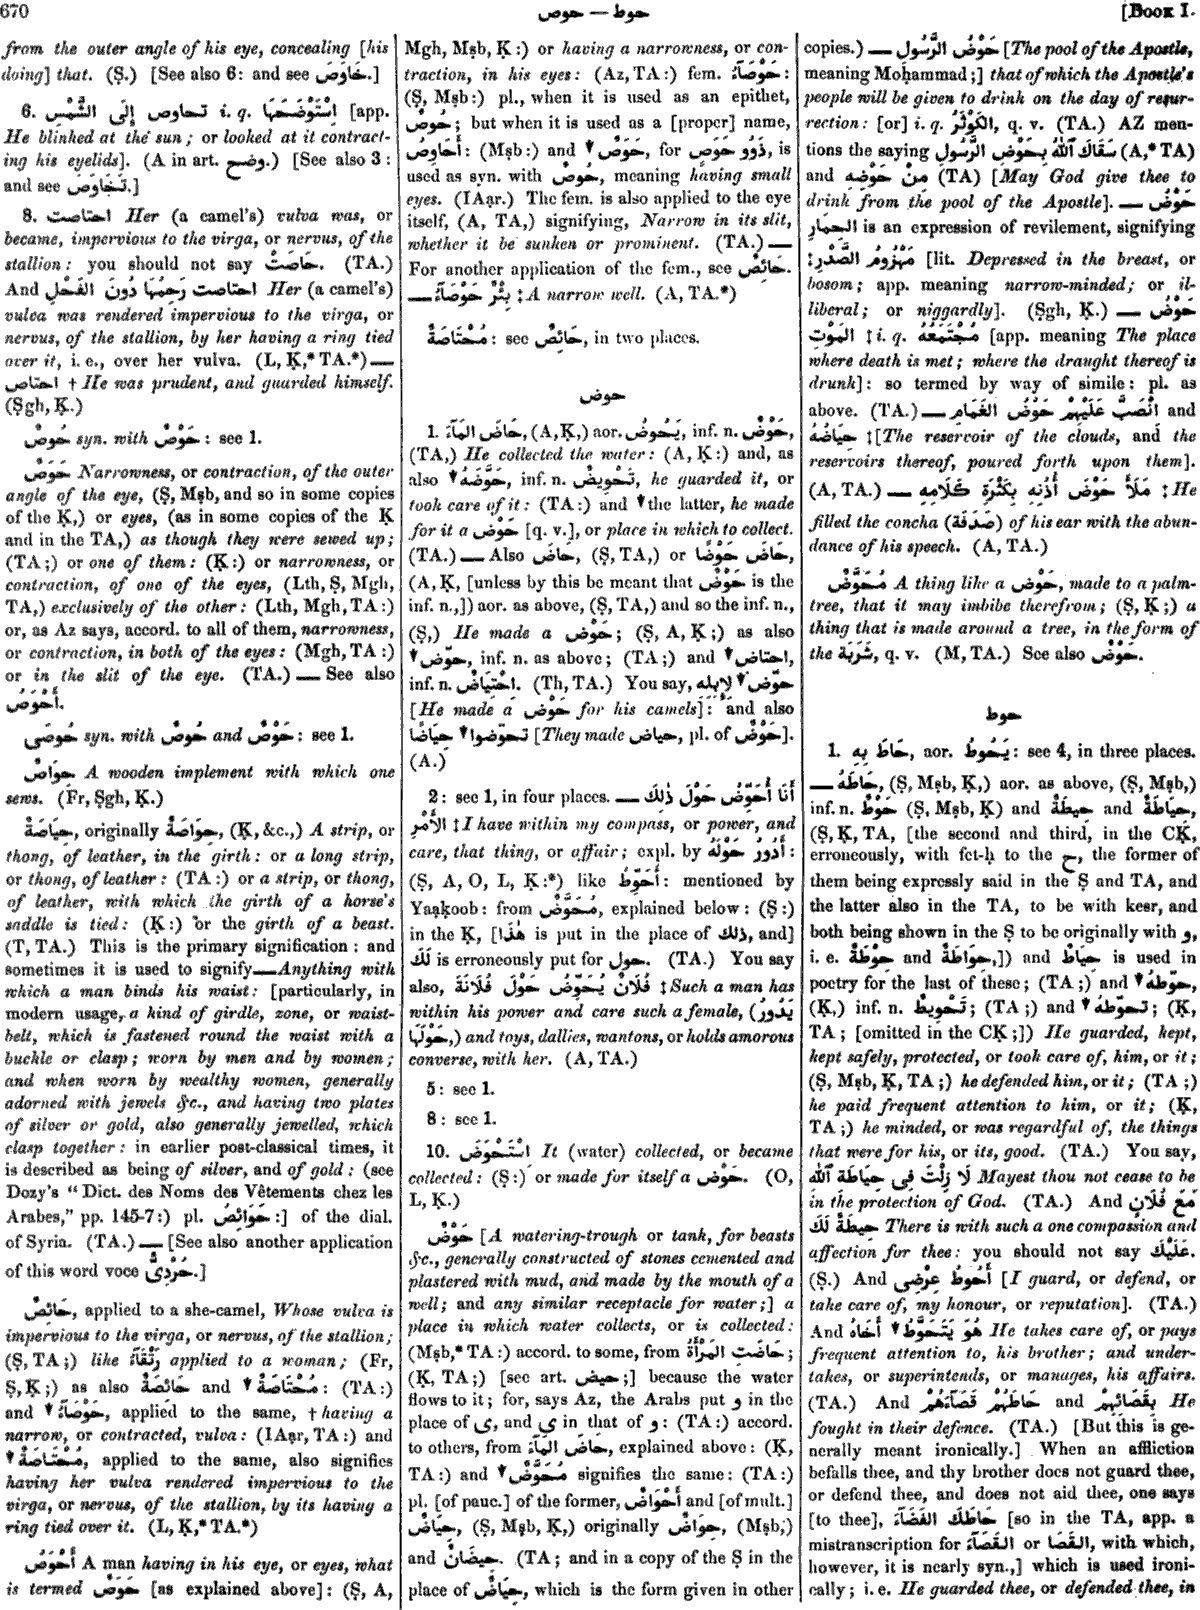 670
حوط — حوص
[Book I.
from the outer angle of his eye, concealing [his
doing] that. (Ṣ.) [See also 6: and see خَاوَصَ.]
6. تحاوص إِلَى الشَّمْسِ i. q. اِسْتَوْضَحَهَا [app.
He blinked at the sun; or looked at it contract-
ing his eyelids]. (A in art. وضح.) [See also 3:
and see تَخَاوَصَ.]
8. احتاصت Her (a camel's) vulva was, or
became, impervious to the virga, or nervus, of the
stallion: you should not say حَاصَتْ. (TA.)
And احتاصت رَحِمُهَا دُونَ الفَحْلِ Her (a camel's)
vulva was rendered impervious to the virga, or
nervus, of the stallion, by her having a ring tied
over it, i. e., over her vulva. (L, Ḳ,* TA.*) —
احتاص † He was prudent, and guarded himself.
(Ṣgh, Ḳ.)
حُوصٌ syn. with حَوْصٌ: see 1.
حَوَصٌ Narrowness, or contraction, of the outer
angle of the eye, (Ṣ, Mṣb, and so in some copies
of the Ḳ,) or eyes, (as in some copies of the Ḳ
and in the TA,) as though they were sewed up;
(TA;) or one of them: (Ḳ:) or narrowness, or
contraction, of one of the eyes, (Lth, Ṣ, Mgh,
TA,) exclusively of the other: (Lth, Mgh, TA:)
or, as Az says, accord. to all of them, narrowness,
or contraction, in both of the eyes: (Mgh, TA:)
or in the slit of the eye. (TA.) — See also
أَحْوَصُ.
حُوصَى syn. with حُوصٌ and حَوْصٌ: see 1.
حِوَاصٌ A wooden implement with which one
sews. (Fr, Ṣgh, Ḳ.)
حِيَاصَةٌ, originally حِوَاصَةٌ, (Ḳ, &c.,) A strip, or
thong, of leather, in the girth: or a long strip,
or thong, of leather: (TA:) or a strip, or thong,
of leather, with which the girth of a horse's
saddle is tied: (Ḳ:) or the girth of a beast.
(T, TA.) This is the primary signification: and
sometimes it is used to signify—Anything with
which a man binds his waist: [particularly, in
modern usage, a kind of girdle, zone, or waist-
belt, which is fastened round the waist with a
buckle or clasp; worn by men and by women;
and when worn by wealthy women, generally
adorned with jewels &c., and having two plates
of silver or gold, also generally jewelled, which
clasp together: in earlier post-classical times, it
is described as being of silver, and of gold: (see
Dozy's “Dict. des Noms des Vêtements chez les
Arabes,” pp. 145-7:) pl. حَوَائِصُ:] of the dial.
of Syria. (TA.) — [See also another application
of this word voce حُرْدِىٌّ.]
حَائِصٌ, applied to a she-camel, Whose vulva is
impervious to the virga, or nervus, of the stallion;
(Ṣ, TA;) like رَتْقَآءُ applied to a woman; (Fr,
Ṣ, Ḳ;) as also حَائِصَةٌ and ▼ مُحْتَاصَةٌ: (TA:)
and ▼ حَوْصَآءُ, applied to the same, † having a
narrow, or contracted, vulva: (IAạr, TA:) and
▼ مُحْتَاصَةٌ, applied to the same, also signifies
having her vulva rendered impervious to the
virga, or nervus, of the stallion, by its having a
ring tied over it. (L, Ḳ,* TA.*)
أَحْوَصُ A man having in his eye, or eyes, what
is termed حَوَصٌ [as explained above]: (Ṣ, A,
Mgh, Mṣb, Ḳ:) or having a narrowness, or con-
traction, in his eyes: (Az, TA:) fem. حَوْصَآءُ:
(Ṣ, Mṣb:) pl., when it is used as an epithet,
حُوصٌ; but when it is used as a [proper] name,
أَحَاوِصُ: (Mṣb:) and ▼ حَوَصٌ, for ذَوُو حَوَصٍ, is
used as syn. with حُوصٌ, meaning having small
eyes. (IAạr.) The fem. is also applied to the eye
itself, (A, TA,) signifying, Narrow in its slit,
whether it be sunken or prominent. (TA.) —
For another application of the fem., see حَائِصٌ.
— بِئْرٌ حَوْصَآءُ ‡ A narrow well. (A, TA.*)
مُحْتَاصَةٌ: see حَائِصٌ, in two places.
حوض
1. حَاضَ المَآءَ, (A, Ḳ,) aor. يَحُوضُ, inf. n. حَوْضٌ,
(TA,) He collected the water: (A, Ḳ:) and, as
also ▼ حَوَّضَهُ, inf. n. تَحْوِيضٌ, he guarded it, or
took care of it: (TA:) and ▼ the latter, he made
for it a حَوْض [q. v.], or place in which to collect.
(TA.) — Also حَاضَ, (Ṣ, TA,) or حَاضَ حَوْضًا,
(A, Ḳ, [unless by this be meant that حَوْضٌ is the
inf. n.,]) aor. as above, (Ṣ, TA,) and so the inf. n.,
(Ṣ,) He made a حَوْض; (Ṣ, A, Ḳ;) as also
▼ حوّض, inf. n. as above; (TA;) and ▼ احتاض,
inf. n. اِحْتِيَاضٌ. (Th, TA.) You say, حوّض ▼ لِإِبِلِهِ
[He made a حَوْض for his camels]: and also
تحوّضوا ▼ حِيَاضًا [They made حياض, pl. of حَوْضٌ].
(A.)
2: see 1, in four places. — أَنَا أُحَوِّضُ حَوْلَ ذٰلِكَ
الأَمْرِ ‡ I have within my compass, or power, and
care, that thing, or affair; expl. by أَدُورُ حَوْلَهُ:
(Ṣ, A, O, L, Ḳ:*) like أُحَوِّطُ: mentioned by
Yaạḳoob: from مُحَوَّضٌ, explained below: (Ṣ:)
in the Ḳ, [هٰذَا is put in the place of ذلك, and]
لَكَ is erroneously put for حول. (TA.) You say
also, فُلَانٌ يُحَوِّضُ حَوْلَ فُلَانَةَ ‡ Such a man has
within his power and care such a female, (يَدُورُ
حَوْلَهَا,) and toys, dallies, wantons, or holds amorous
converse, with her. (A, TA.)
5: see 1.
8: see 1.
10. اِسْتَحْوَضَ It (water) collected, or became
collected: (Ṣ:) or made for itself a حَوْض. (O,
L, Ḳ.)
حَوْضٌ [A watering-trough or tank, for beasts
&c., generally constructed of stones cemented and
plastered with mud, and made by the mouth of a
well; and any similar receptacle for water;] a
place in which water collects, or is collected:
(Mṣb,* TA:) accord. to some, from حَاضَتِ المَرْأَةُ;
(Ḳ, TA;) [see art. حيض;] because the water
flows to it; for, says Az, the Arabs put و in the
place of ى, and ى in that of و: (TA:) accord.
to others, from حَاضَ المَآءَ, explained above: (Ḳ,
TA:) and ▼ مُحَوَّضٌ signifies the same: (TA:)
pl. [of pauc.] of the former, أَحْوَاضٌ and [of mult.]
حِيَاضٌ, (Ṣ, Mṣb, Ḳ,) originally حِوَاضٌ, (Mṣb,)
and حِيضَانٌ. (TA; and in a copy of the Ṣ in the
place of حِيَاضٌ, which is the form given in other
copies.) — حَوْضُ الرَّسُولِ [The pool of the Apostle,
meaning Moḥammad;] that of which the Apostle's
people will be given to drink on the day of resur-
rection: [or] i. q. الكَوْثَرُ, q. v. (TA.) AZ men-
tions the saying سَقَاكَ ٱللّٰهُ بِحَوْضِ الرَّسُولِ (A,* TA)
and مِنْ حَوْضِهِ (TA) [May God give thee to
drink from the pool of the Apostle]. — حَوْضُ
الحِمَارِ is an expression of revilement, signifying
مَهْزُومُ الصَّدْرِ ‡ [lit. Depressed in the breast, or
bosom; app. meaning narrow-minded; or il-
liberal; or niggardly]. (Ṣgh, Ḳ.) — حَوْضُ
المَوْتِ ‡ i. q. مُجْتَمَعُهُ [app. meaning The place
where death is met; where the draught thereof is
drunk]: so termed by way of simile: pl. as
above. (TA.) — اِنْصَبَّ عَلَيْهِمْ حَوْضُ الغَمَامِ and
حِيَاضُهُ ‡ [The reservoir of the clouds, and the
reservoirs thereof, poured forth upon them].
(A, TA.) — مَلَأَ حَوْضَ أُذُنِهِ بِكَثْرَةِ كَلَامِهِ ‡ He
filled the concha (صَدَفَة) of his ear with the abun-
dance of his speech. (A, TA.)
مُحَوَّضٌ A thing like a حَوْض, made to a palm-
tree, that it may imbibe therefrom; (Ṣ, Ḳ;) a
thing that is made around a tree, in the form of
the شَرَبَة, q. v. (M, TA.) See also حَوْضٌ.
حوط
1. حَاطَ بِهِ, aor. يَحُوطُ: see 4, in three places.
— حَاطَهُ, (Ṣ, Mṣb, Ḳ,) aor. as above, (Ṣ, Mṣb,)
inf. n. حَوْطٌ (Ṣ, Mṣb, Ḳ) and حِيطَةٌ and حِيَاطَةٌ,
(Ṣ, Ḳ, TA, [the second and third, in the CḲ,
erroneously, with fet-ḥ to the ح, the former of
them being expressly said in the Ṣ and TA, and
the latter also in the TA, to be with kesr, and
both being shown in the Ṣ to be originally with و,
i. e. حِوْطَةٌ and حِوَاطَةٌ,]) and حِيَاطٌ is used in
poetry for the last of these; (TA;) and ▼ حوّطهُ,
(Ḳ,) inf. n. تَحْوِيطٌ; (TA;) and ▼ تحوّطهُ; (Ḳ,
TA; [omitted in the CḲ;]) He guarded, kept,
kept safely, protected, or took care of, him, or it;
(Ṣ, Mṣb, Ḳ, TA;) he defended him, or it; (TA;)
he paid frequent attention to him, or it; (Ḳ,
TA;) he minded, or was regardful of, the things
that were for his, or its, good. (TA.) You say,
لَا زِلْتَ فِى حِيَاطَةِ ٱللّٰهِ Mayest thou not cease to be
in the protection of God. (TA.) And مَعَ فُلَانٍ
حِيطَةٌ لَكَ There is with such a one compassion and
affection for thee: you should not say عَلَيْكَ.
(Ṣ.) And أَحُوطُ عِرْضِى [I guard, or defend, or
take care of, my honour, or reputation]. (TA.)
And هُوَ يَتَحَوَّطُ ▼ أَخَاهُ He takes care of, or pays
frequent attention to, his brother; and under-
takes, or superintends, or manages, his affairs.
(TA.) And حَاطَهُمْ قَصَآءَهُمْ and بِقَصَائِهِمْ He
fought in their defence. (TA.) [But this is ge-
nerally meant ironically.] When an affliction
befalls thee, and thy brother does not guard thee,
or defend thee, and does not aid thee, one says
[to thee], حَاطَكَ القَصَآءَ [so in the TA, app. a
mistranscription for القَصَآءَ or القَصَا, with which,
however, it is nearly syn.,] which is used ironi-
cally; i. e. He guarded thee, or defended thee, in